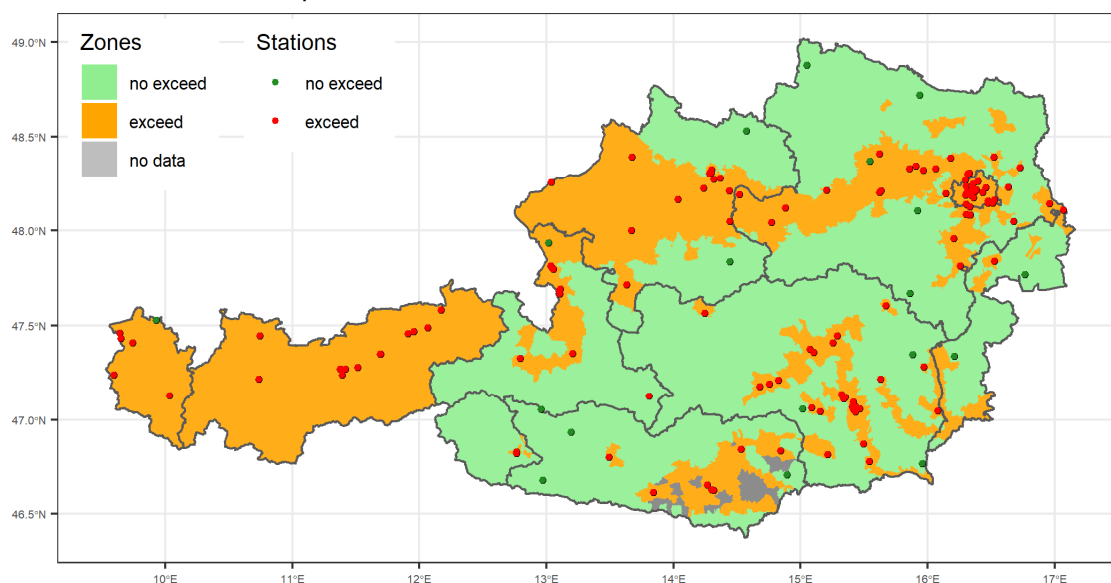 Zones
no exceed
exceed
no data
Stations
no exceed
exceed
49.0°N
48.5°N
48.0°N
47.5°N
47.0°N
46.5°N
10°E 11°E 12°E 13°E 14°E 15°E 16°E 17°E